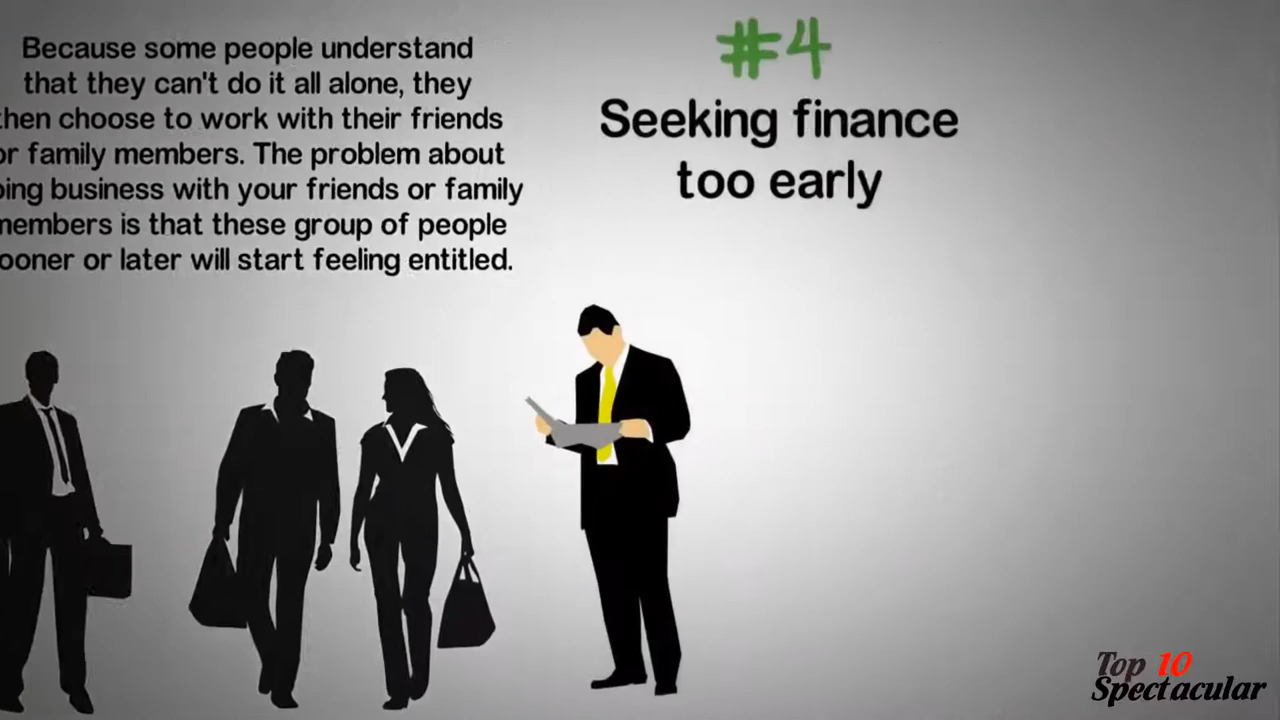 Because some people understand
that they can't do it all alone, they
then choose to work with their friends
or family members. The problem about
oing business with your friends or family
members is that these group of people
ooner or later will start feeling entitled.
#4
Seeking finance
too early
Top 10
Spectacular